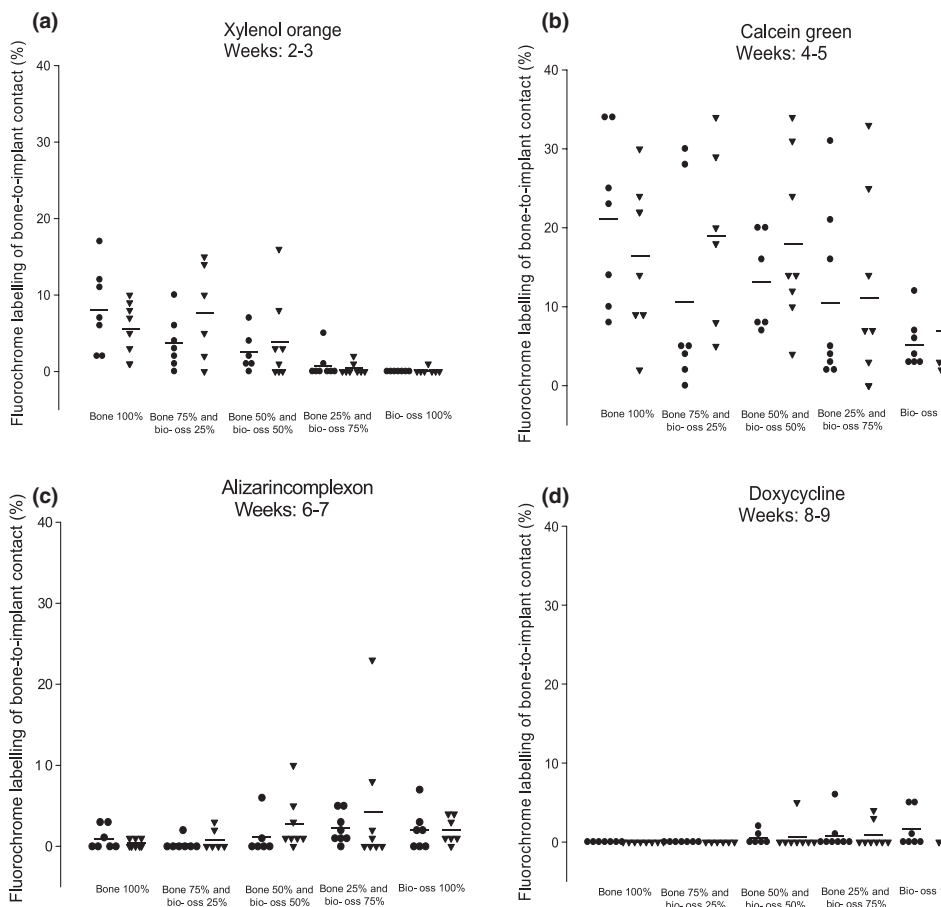 (a)
Xylenol orange
Weeks: 2-3
Fluorochrome labelling of bone-to-implant contact (%)
40
30
20
10
0
Bone 100%
Bone 75% and
bio- oss 25%
Bone 50% and
bio- oss 50%
Bone 25% and
bio- oss 75%
Bio- oss 100%
(b)
Calcein green
Weeks: 4-5
Fluorochrome labelling of bone-to-implant contact (%)
40
30
20
10
0
Bone 100%
Bone 75% and
bio- oss 25%
Bone 50% and
bio- oss 50%
Bone 25% and
bio- oss 75%
Bio- oss
(c)
Alizarincomplexon
Weeks: 6-7
Fluorochrome labelling of bone-to-implant contact (%)
40
30
20
10
0
Bone 100%
Bone 75% and
bio- oss 25%
Bone 50% and
bio- oss 50%
Bone 25% and
bio- oss 75%
Bio- oss 100%
(d)
Doxycycline
Weeks: 8-9
Fluorochrome labelling of bone-to-implant contact (%)
40
30
20
10
0
Bone 100%
Bone 75% and
bio- oss 25%
Bone 50% and
bio- oss 50%
Bone 25% and
bio- oss 75%
Bio- oss